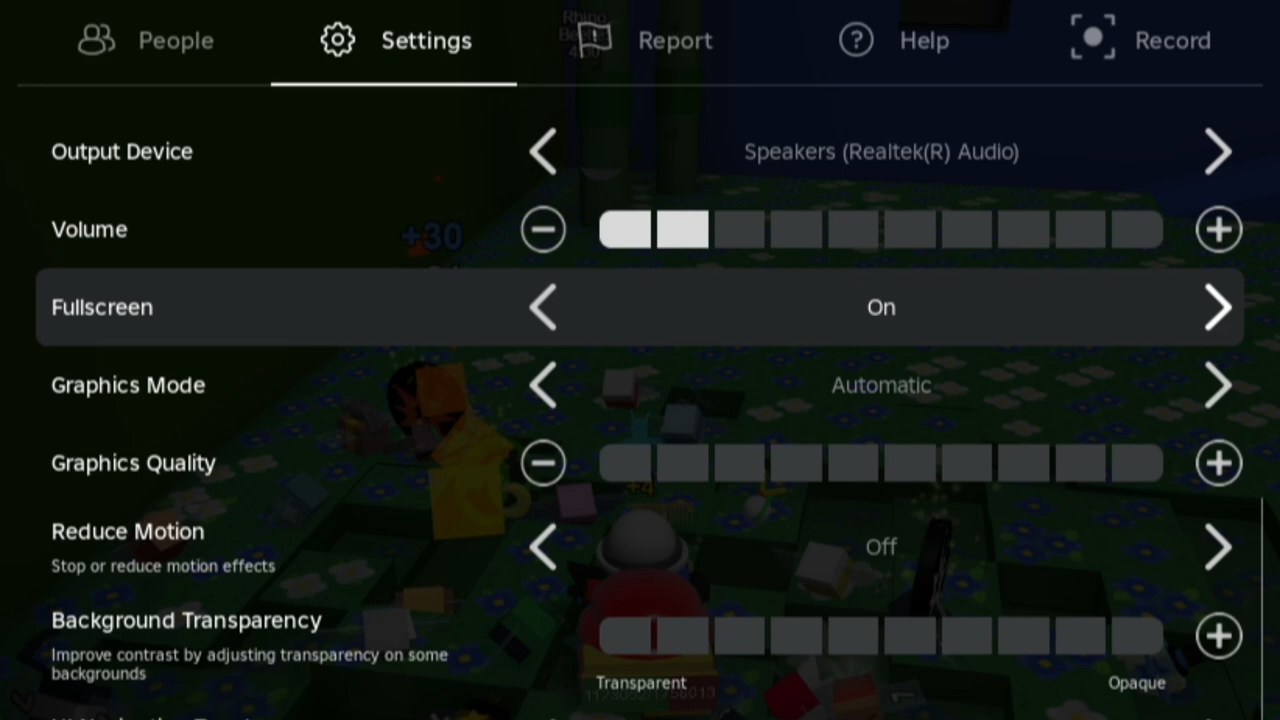 People
Settings
Report
Help
Record
Output Device
Speakers (Realtek(R) Audio)
Volume
+30
Fullscreen
On
Graphics Mode
Automatic
Graphics Quality
+4
Reduce Motion
Off
Stop or reduce motion effects
Background Transparency
Improve contrast by adjusting transparency on some
backgrounds
Transparent
Opaque